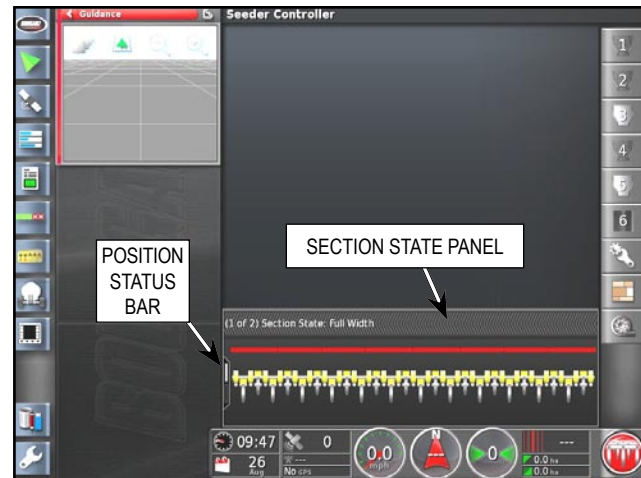 Guidance
Seeder Controller
1
2
3
4
5
6
POSITION
STATUS
BAR
SECTION STATE PANEL
(1 of 2) Section State: Full Width
09:47
0
26
Aug
---
No GPS
0.0
mph
N
0
---
0.0 ha
0.0 ha